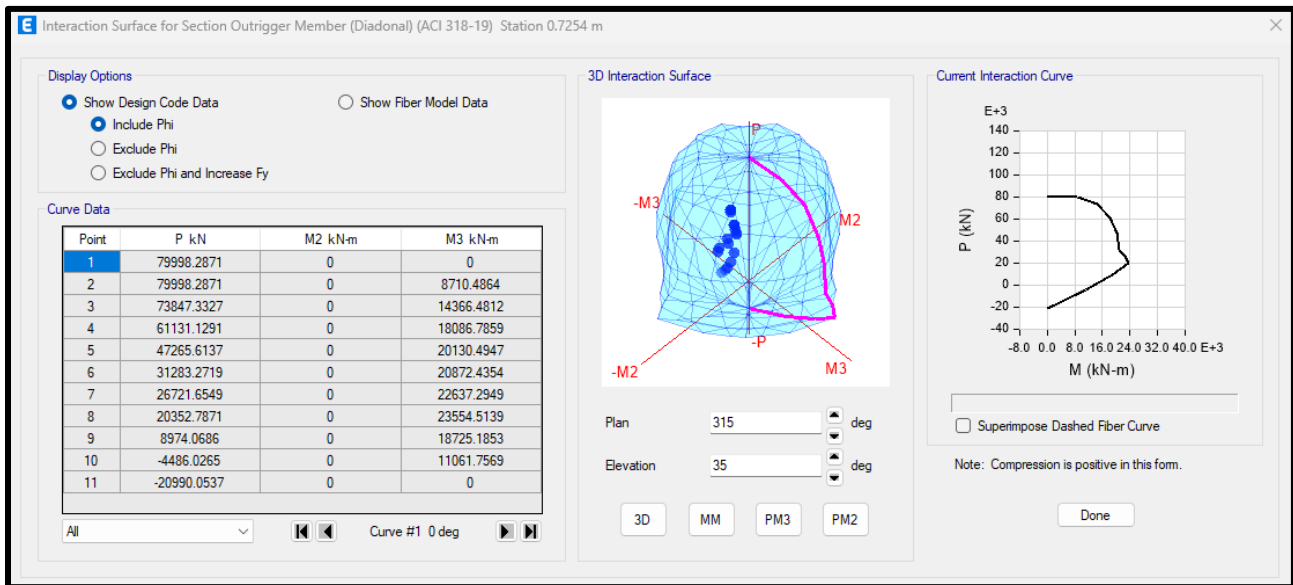 E Interaction Surface for Section Outrigger Member (Diadonal) (ACI 318-19) Station 0.7254 m
Display Options
Show Design Code Data Show Fiber Model Data
Include Phi
Exclude Phi
Exclude Phi and Increase Fy
Curve Data
Point P kN M2 kN-m M3 kN-m
1 79998.2871 0 0
2 79998.2871 0 8710.4864
3 73847.3327 0 14366.4812
4 61131.1291 0 18086.7859
5 47265.6137 0 20130.4947
6 31283.2719 0 20872.4354
7 26721.6549 0 22637.2949
8 20352.7871 0 23554.5139
9 8974.0686 0 18725.1853
10 -4486.0265 0 11061.7569
11 -20990.0537 0 0
All Curve #1 0 deg
3D Interaction Surface
P
-M3
M2
-P
-M2
M3
Plan 315 deg
Elevation 35 deg
3D MM PM3 PM2
Current Interaction Curve
E+3
140
120
100
80
60
40
20
0
-20
-40
P (kN)
-8.0 0.0 8.0 16.0 24.0 32.0 40.0 E+3
M (kN-m)
Superimpose Dashed Fiber Curve
Note: Compression is positive in this form.
Done